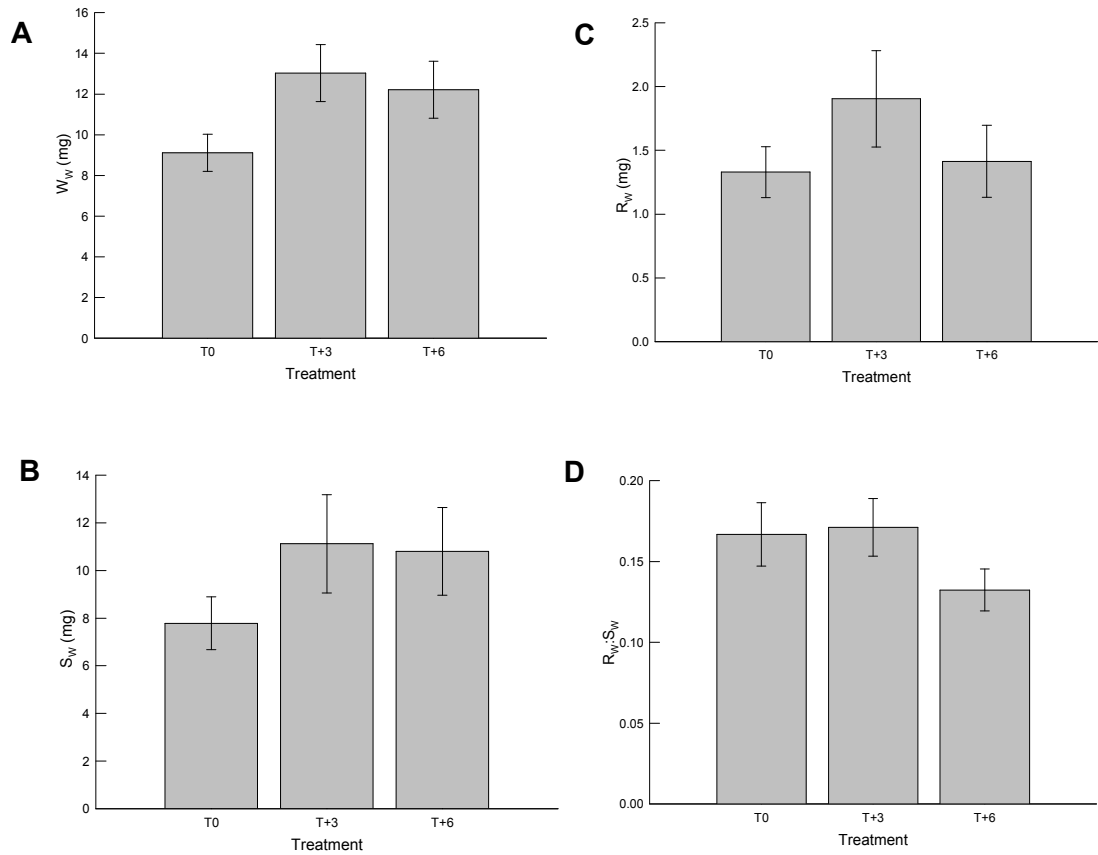 A
W_W (mg)
16
14
12
10
8
6
4
2
0
T0 T+3 T+6
Treatment
C
R_W (mg)
2.5
2.0
1.5
1.0
0.5
0.0
T0 T+3 T+6
Treatment
B
S_W (mg)
14
12
10
8
6
4
2
0
T0 T+3 T+6
Treatment
D
R_W:S_W
0.20
0.15
0.10
0.05
0.00
T0 T+3 T+6
Treatment